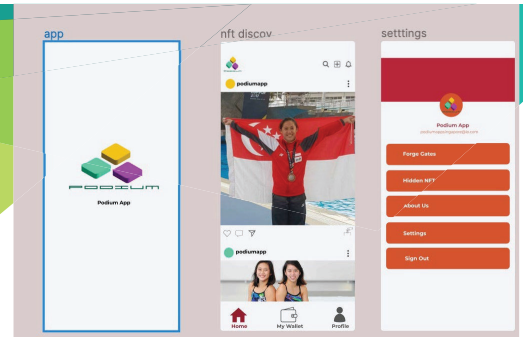 app
PODIUM
Podium App
nft discov
podiumapp
podiumapp
Home
My Wallet
Profile
setttings
Podium App
Forge Gates
Hidden NFT
About Us
Settings
Sign Out